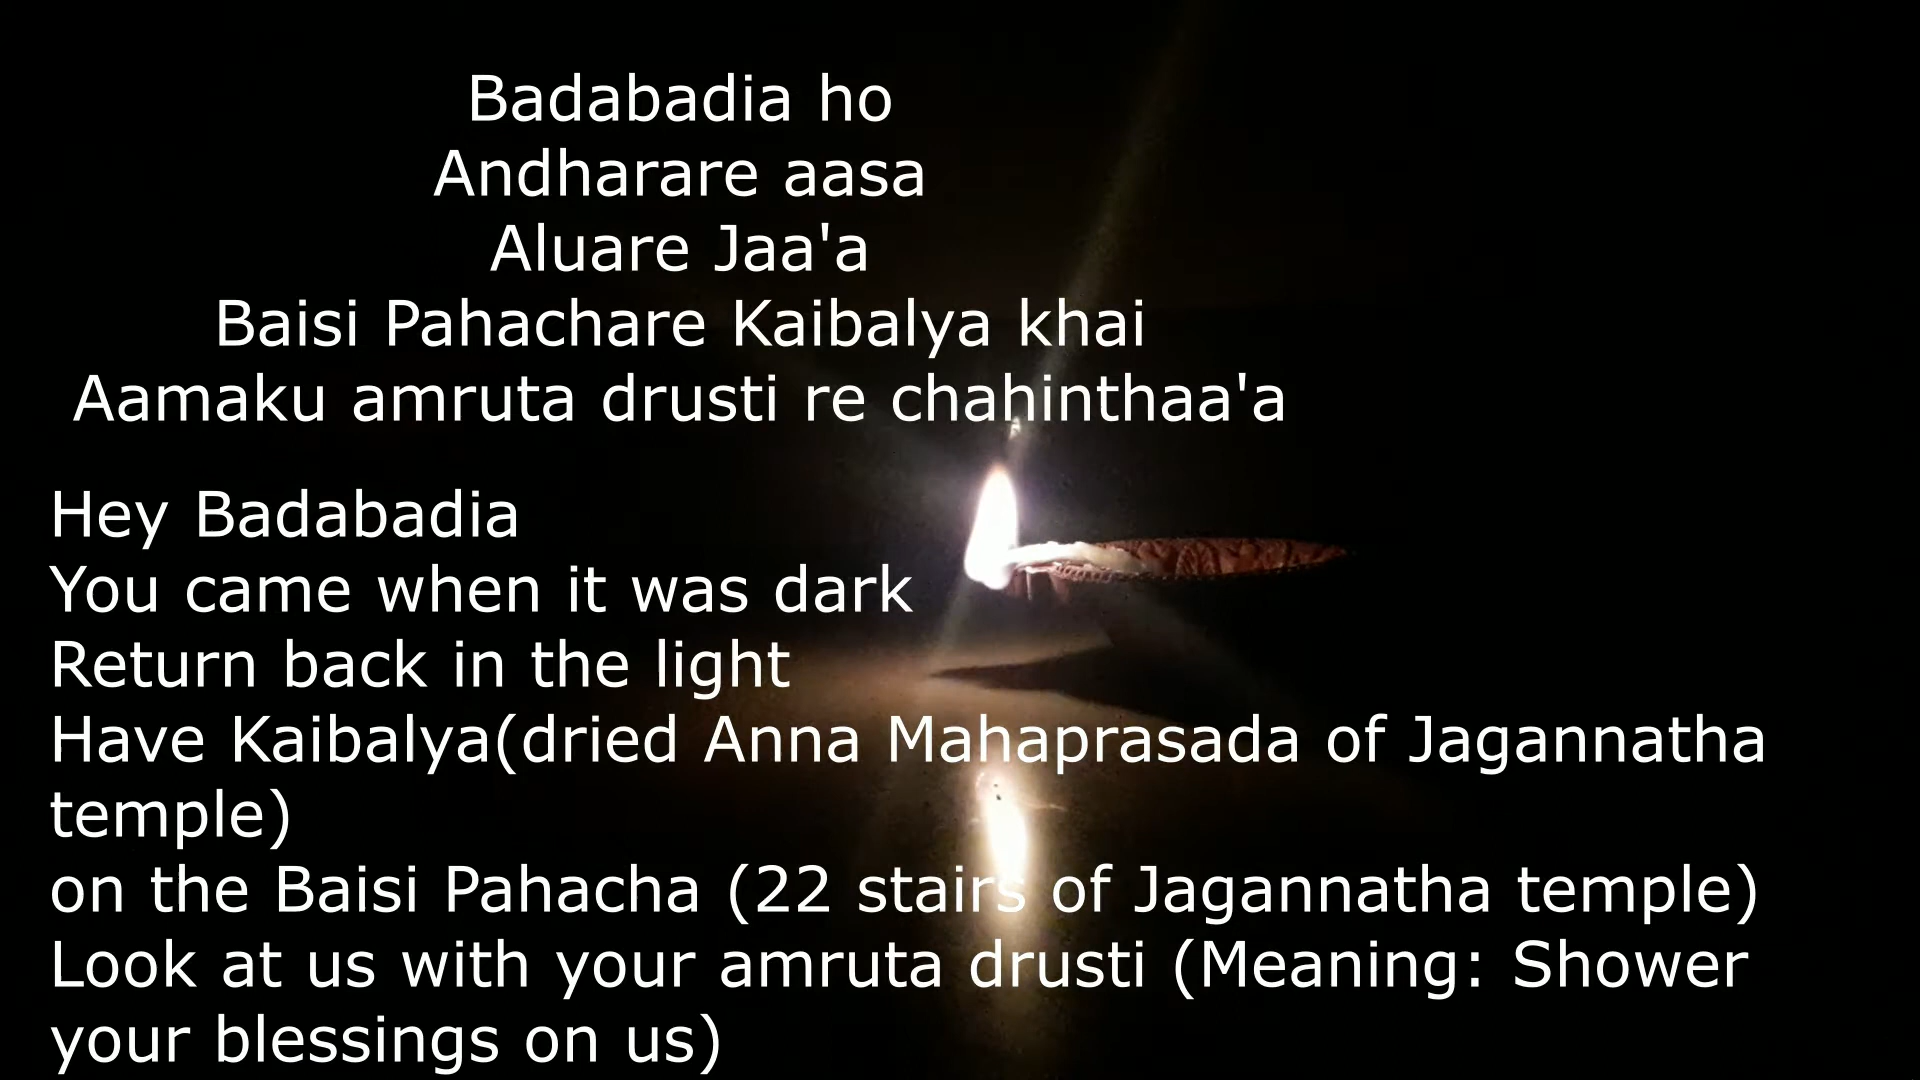 Badabadia ho
Andharare aasa
Aluare Jaa'a
Baisi Pahachare Kaibalya khai
Aamaku amruta drusti re chahinthaa'a
Hey Badabadia
You came when it was dark
Return back in the light
Have Kaibalya(dried Anna Mahaprasada of Jagannatha
temple)
on the Baisi Pahacha (22 stairs of Jagannatha temple)
Look at us with your amruta drusti (Meaning: Shower
your blessings on us)